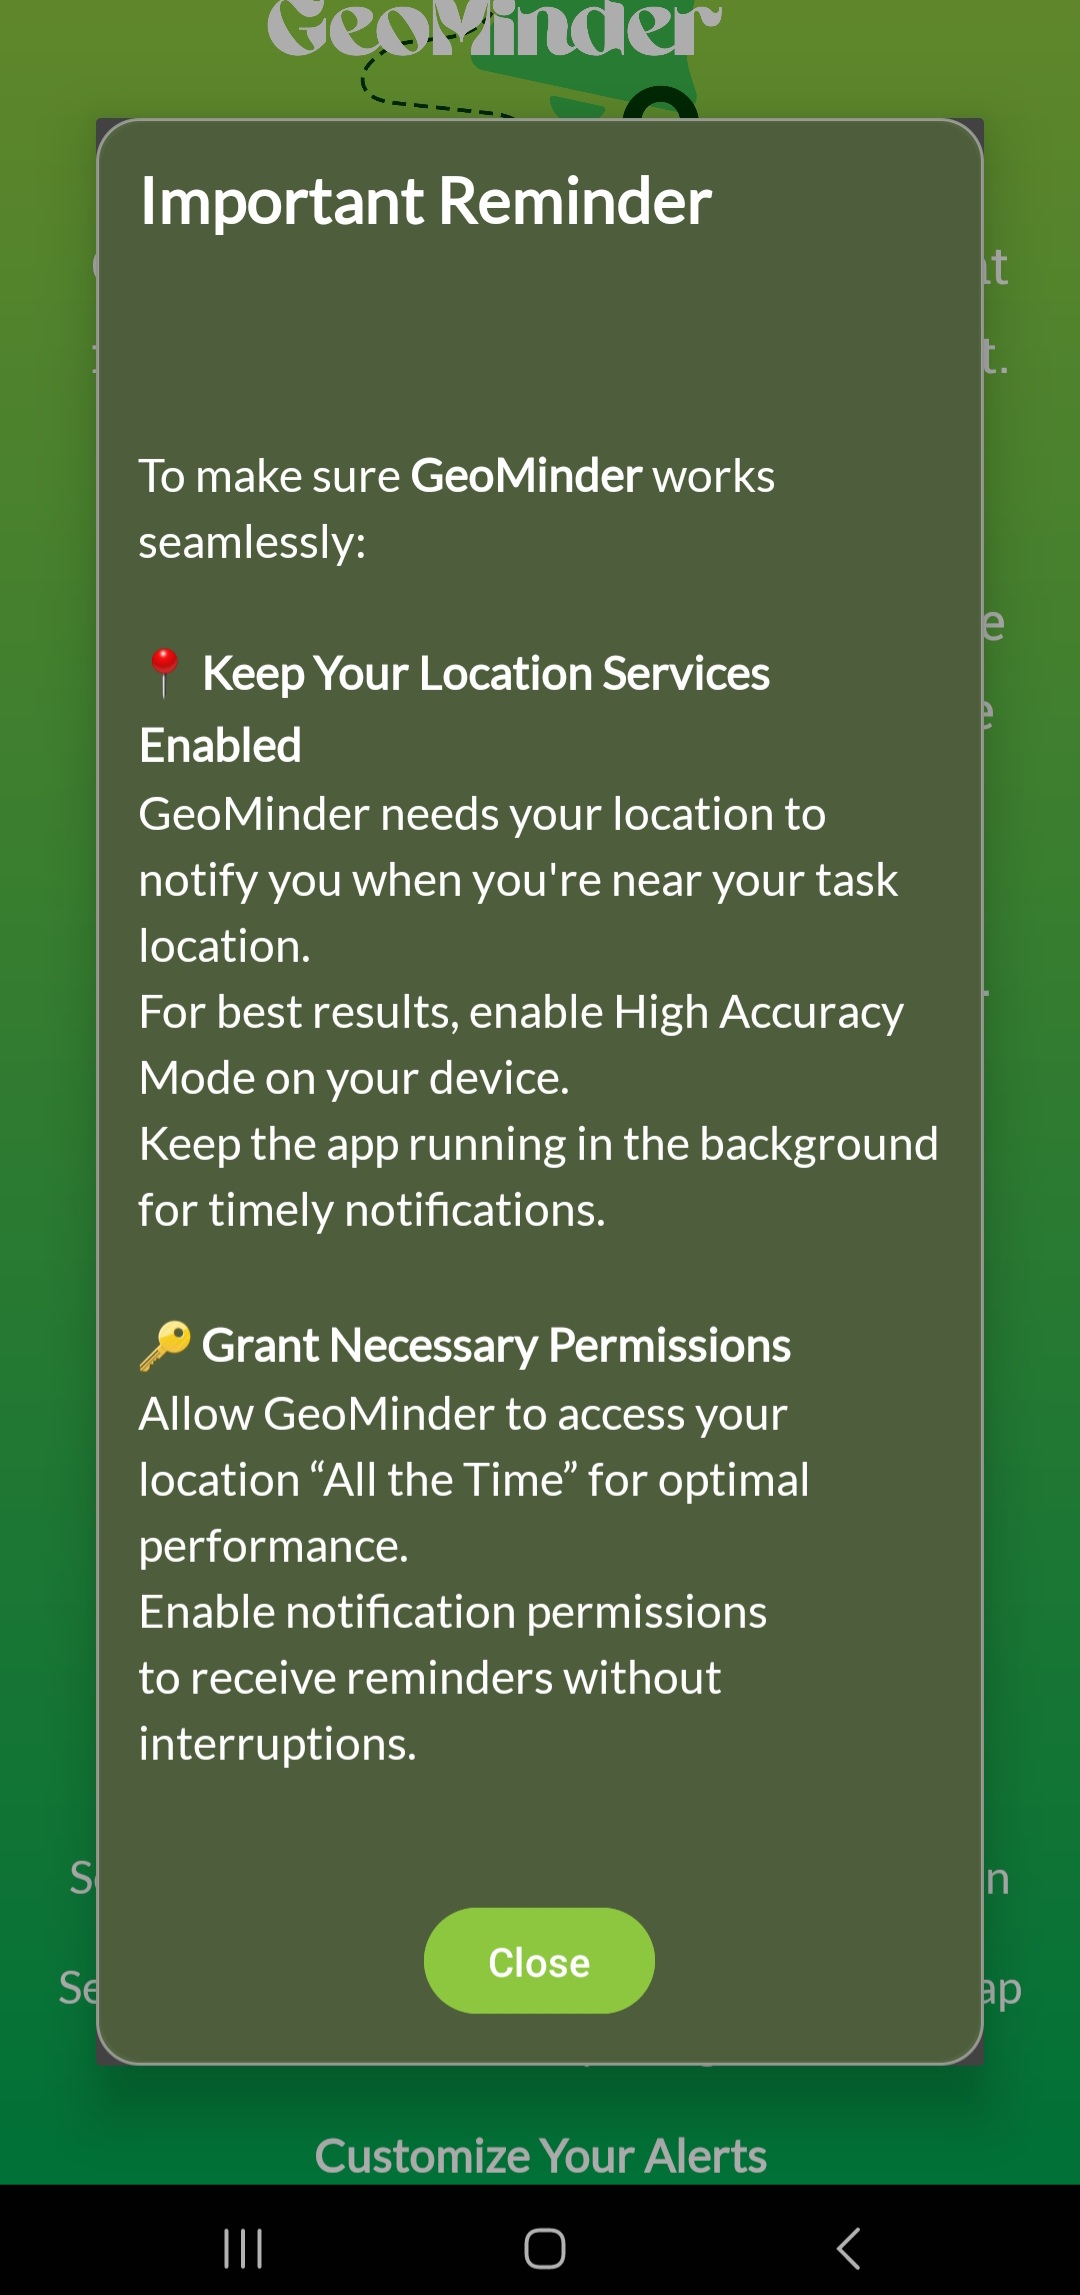 GeoMinder
Important Reminder
To make sure GeoMinder works
seamlessly:
📍 Keep Your Location Services
Enabled
GeoMinder needs your location to
notify you when you're near your task
location.
For best results, enable High Accuracy
Mode on your device.
Keep the app running in the background
for timely notifications.
🔑 Grant Necessary Permissions
Allow GeoMinder to access your
location “All the Time” for optimal
performance.
Enable notification permissions
to receive reminders without
interruptions.
Close
Customize Your Alerts